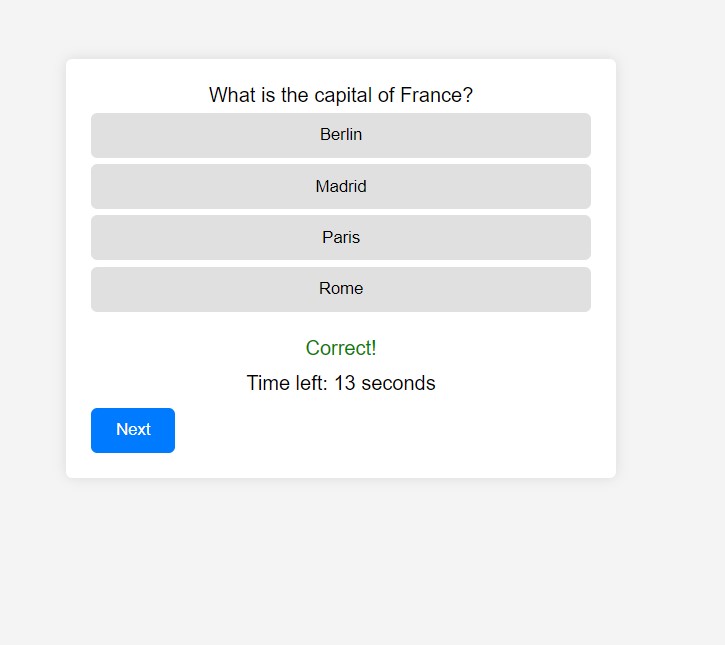 What is the capital of France?
Berlin
Madrid
Paris
Rome
Correct!
Time left: 13 seconds
Next